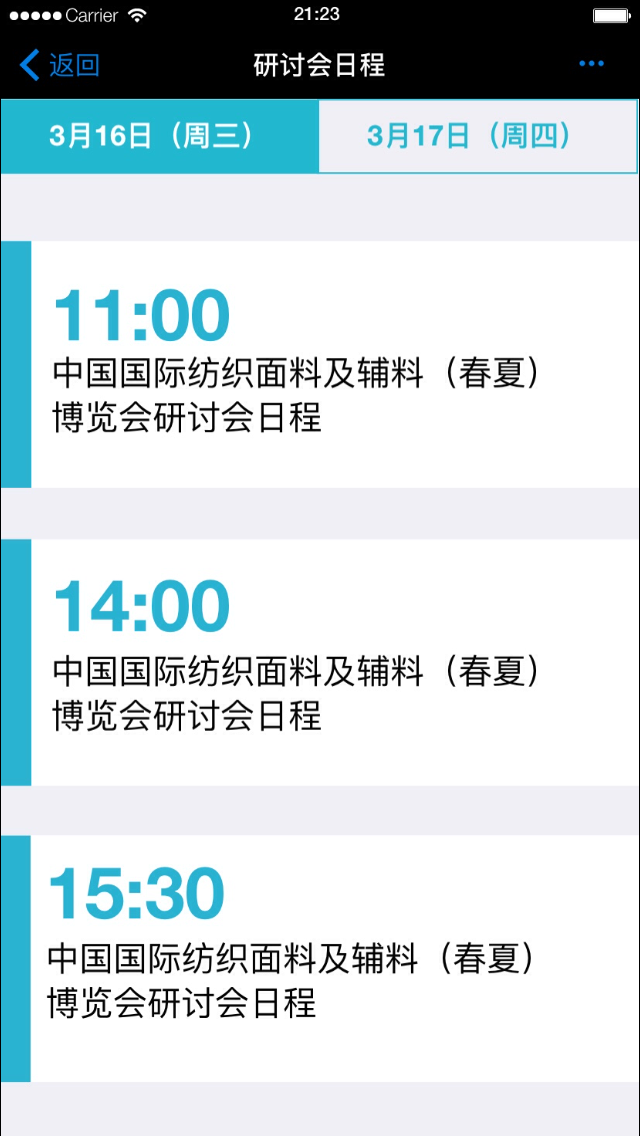 Carrier 21:23
返回 研讨会日程 ···
3月16日（周三） 3月17日（周四）
11:00
中国国际纺织面料及辅料（春夏）
博览会研讨会日程
14:00
中国国际纺织面料及辅料（春夏）
博览会研讨会日程
15:30
中国国际纺织面料及辅料（春夏）
博览会研讨会日程